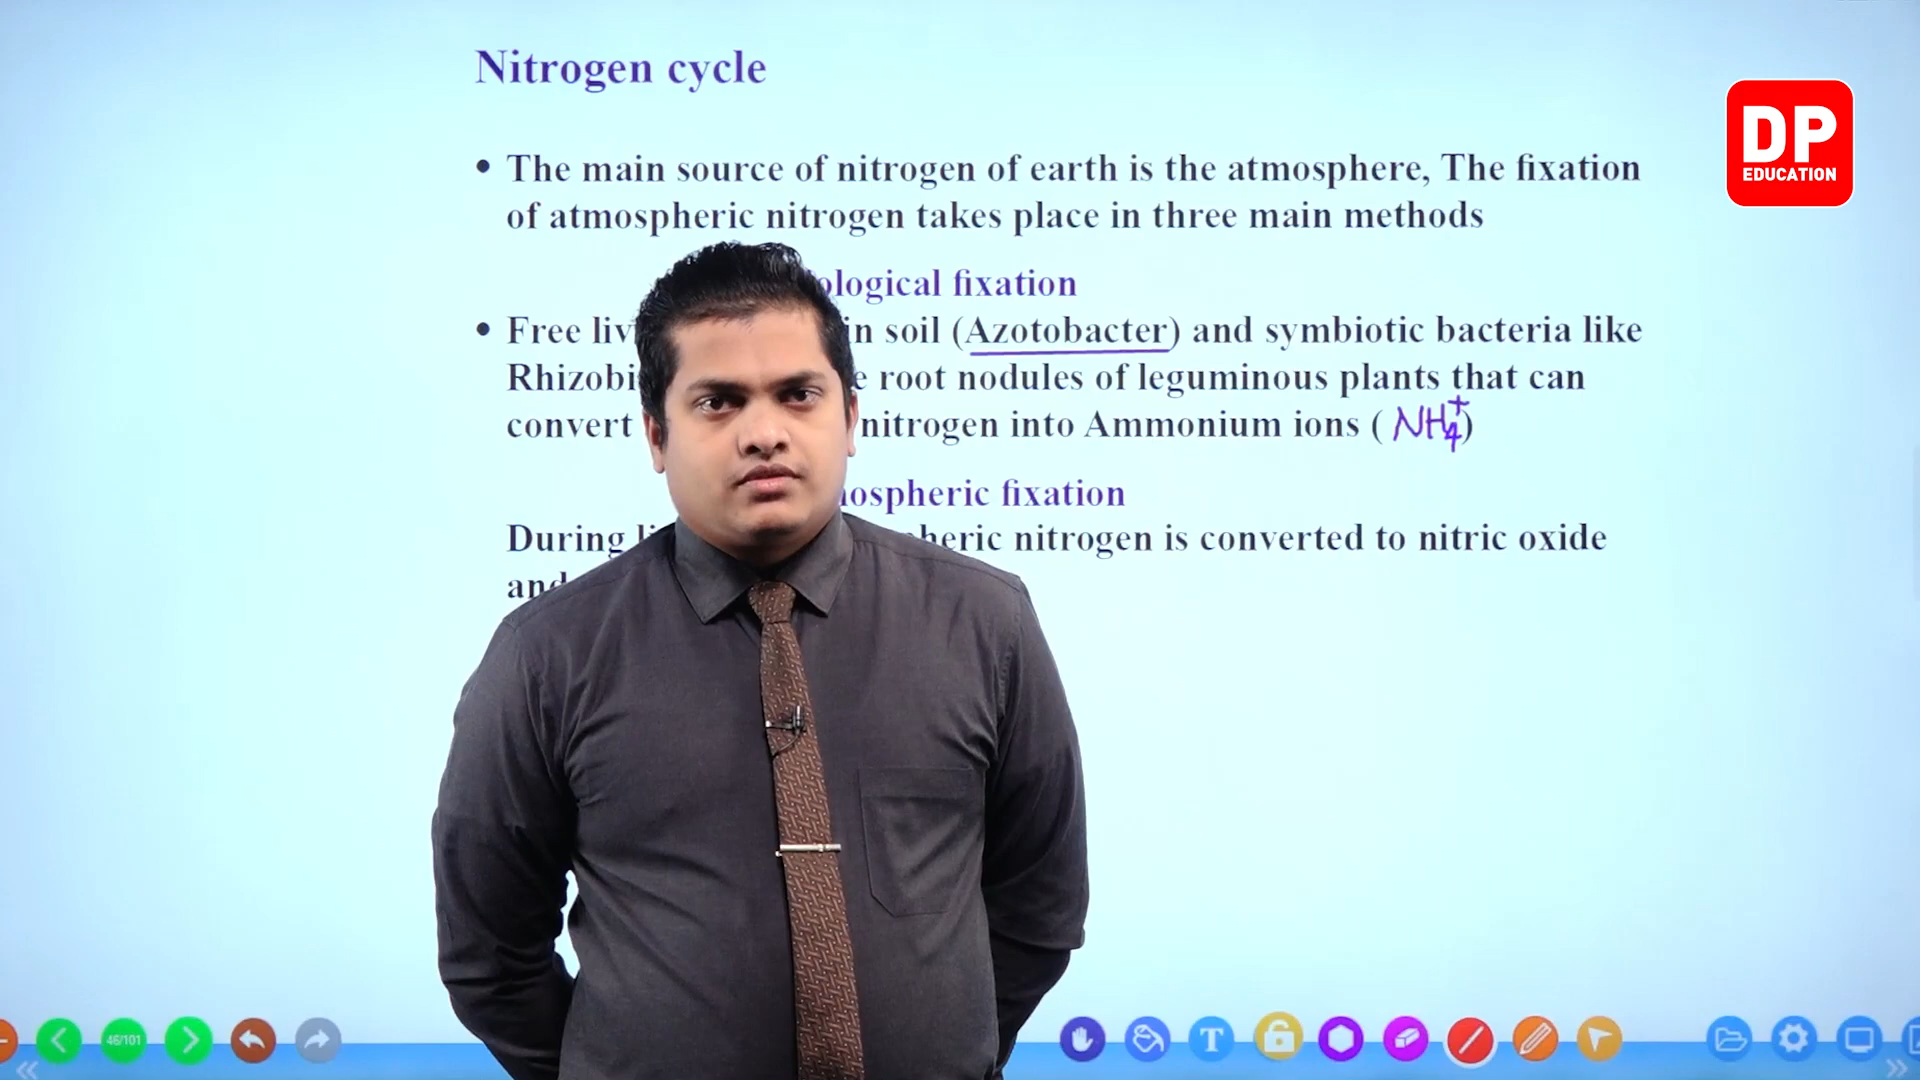 Nitrogen cycle
• The main source of nitrogen of earth is the atmosphere, The fixation
of atmospheric nitrogen takes place in three main methods
ological fixation
• Free liv in soil (Azotobacter) and symbiotic bacteria like
Rhizobi e root nodules of leguminous plants that can
convert nitrogen into Ammonium ions ( NH₄⁺)
ospheric fixation
During li heric nitrogen is converted to nitric oxide
and
DP
EDUCATION
46/101
T